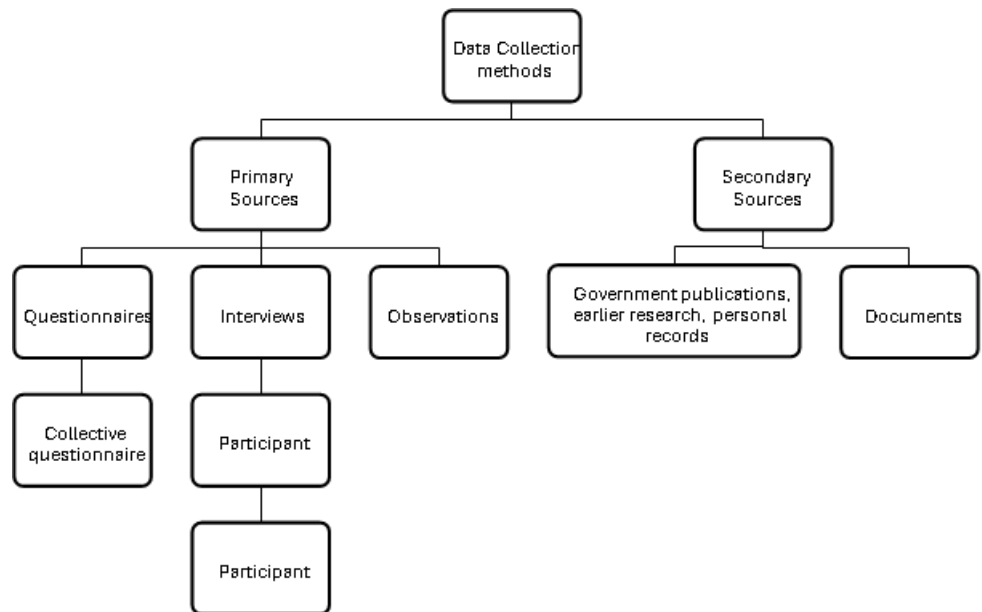 Data Collection
methods
Primary
Sources
Secondary
Sources
Questionnaires
Interviews
Observations
Government publications,
earlier research, personal
records
Documents
Collective
questionnaire
Participant
Participant